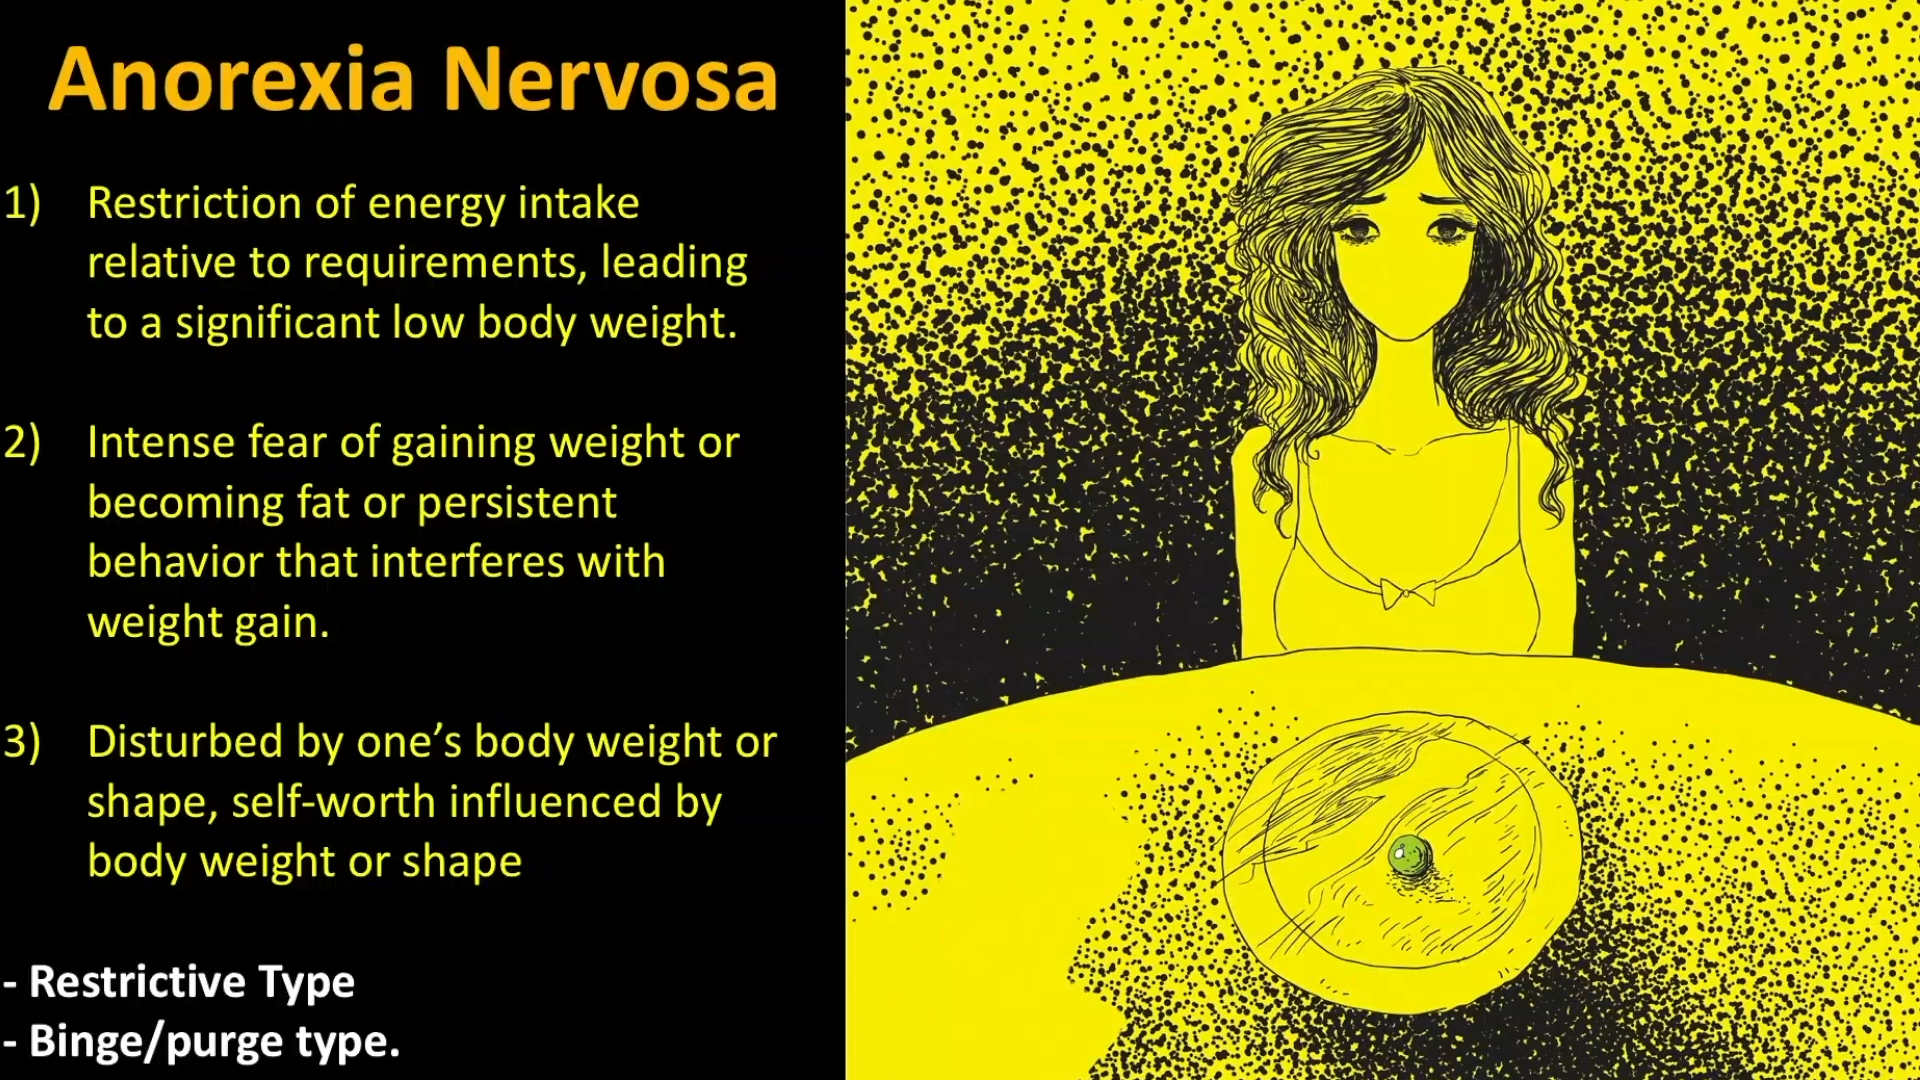 Anorexia Nervosa
1) Restriction of energy intake
relative to requirements, leading
to a significant low body weight.
2) Intense fear of gaining weight or
becoming fat or persistent
behavior that interferes with
weight gain.
3) Disturbed by one’s body weight or
shape, self-worth influenced by
body weight or shape
- Restrictive Type
- Binge/purge type.